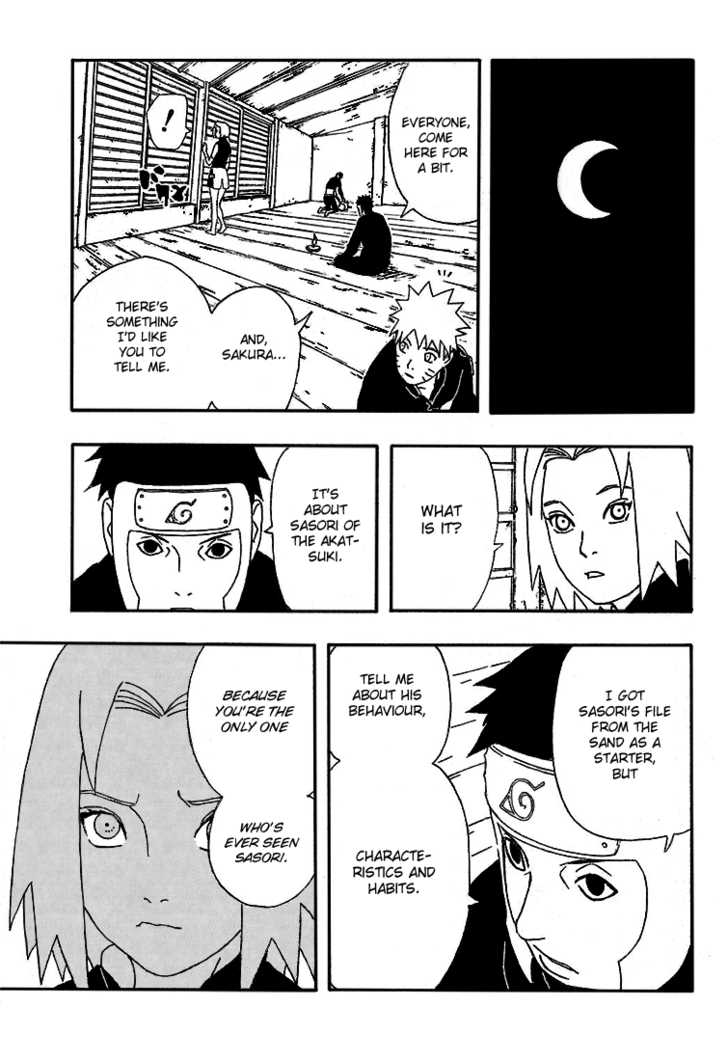 EVERYONE,
COME
HERE FOR
A BIT.
!
AND,
SAKURA...
THERE'S
SOMETHING
I'D LIKE
YOU TO
TELL ME.
WHAT
IS IT?
IT'S
ABOUT
SASORI OF
THE AKAT-
SUKI.
I GOT
SASORI'S FILE
FROM THE
SAND AS A
STARTER,
BUT
TELL ME
ABOUT HIS
BEHAVIOUR,
CHARACTE-
RISTICS AND
HABITS.
BECAUSE
YOU'RE THE
ONLY ONE
WHO'S
EVER SEEN
SASORI.